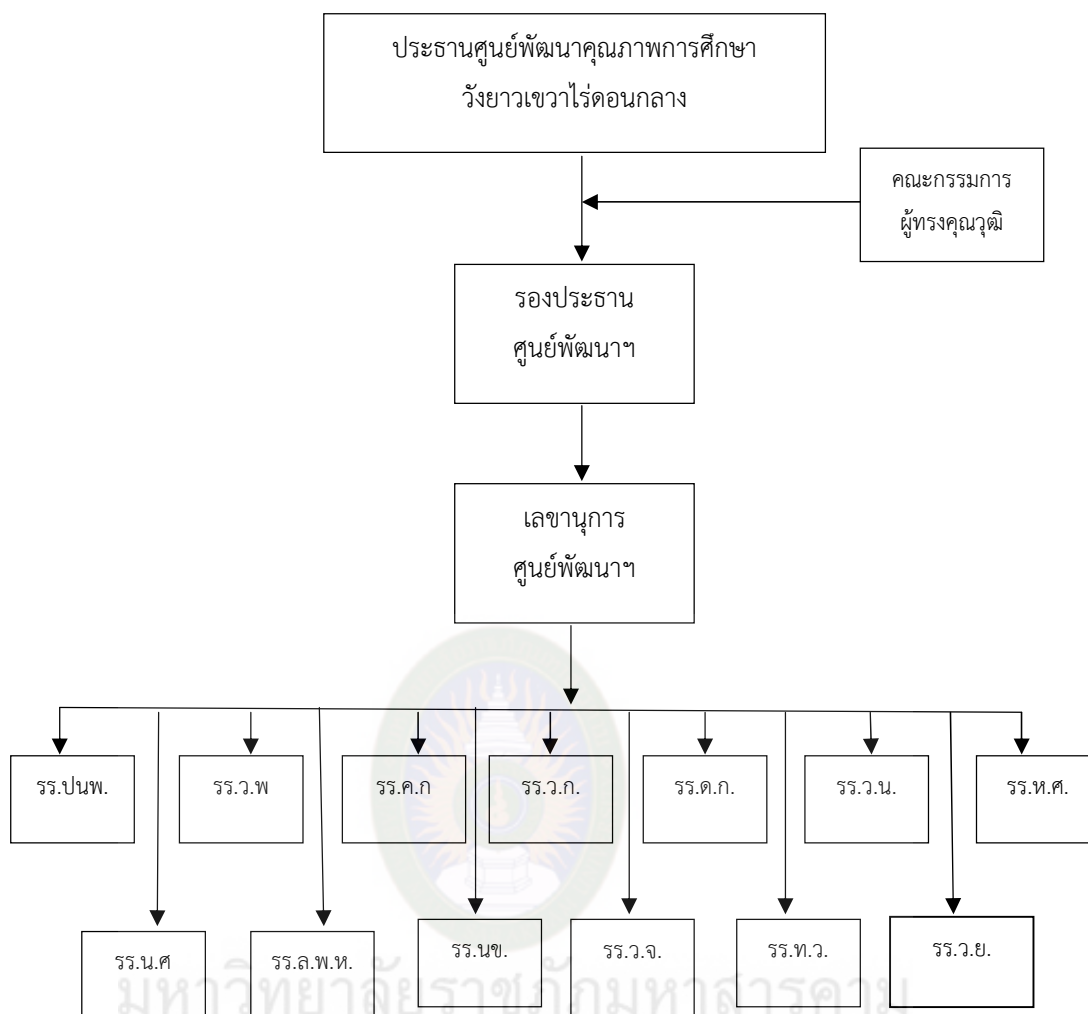 ประธานศูนย์พัฒนาคุณภาพการศึกษา
วังยาวเขวาไร่ดอนกลาง
คณะกรรมการ
ผู้ทรงคุณวุฒิ
รองประธาน
ศูนย์พัฒนาฯ
เลขานุการ
ศูนย์พัฒนาฯ
รร.ปนพ.
รร.ว.พ
รร.ค.ก
รร.ว.ก.
รร.ด.ก.
รร.ว.น.
รร.ห.ศ.
รร.น.ศ
รร.ล.พ.ห.
รร.นข.
รร.ว.จ.
รร.ท.ว.
รร.ว.ย.
มหาวิทยาลัยราชภัฏมหาสารคาม